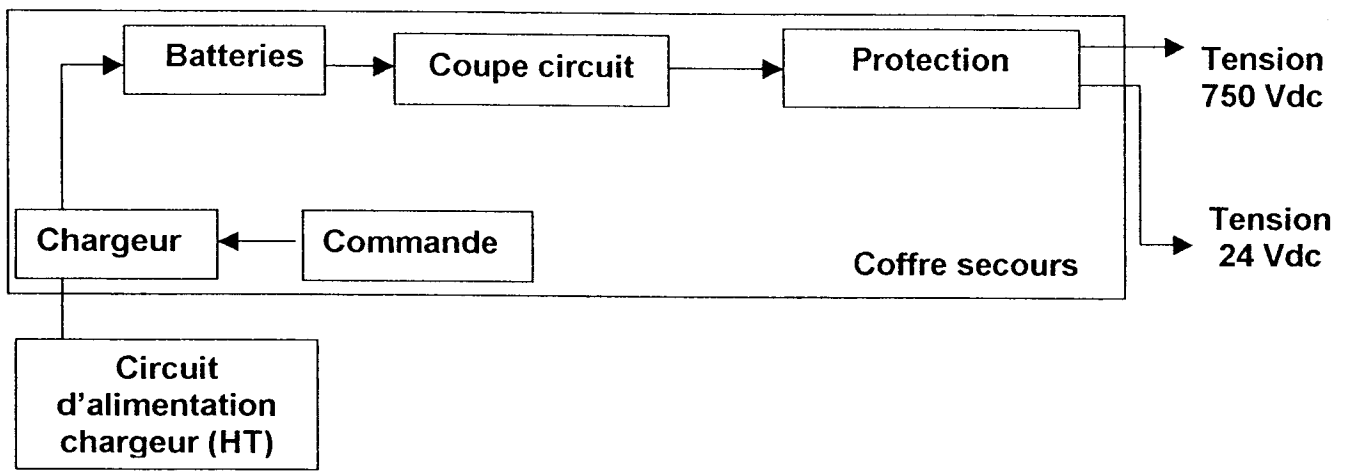 Batteries
Coupe circuit
Protection
Tension
750 Vdc
Chargeur
Commande
Tension
24 Vdc
Coffre secours
Circuit
d'alimentation
chargeur (HT)